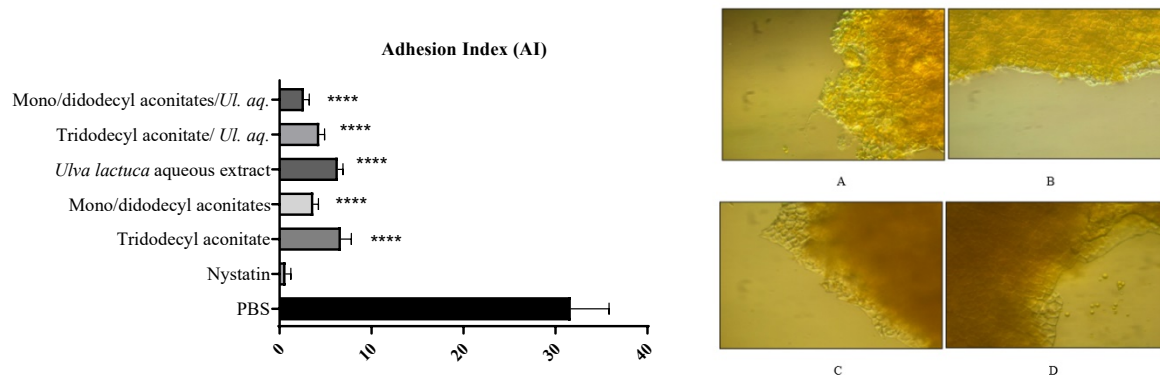 Adhesion Index (AI)
Mono/didodecyl aconitates/Ul. aq. ****
Tridodecyl aconitate/ Ul. aq. ****
Ulva lactuca aqueous extract ****
Mono/didodecyl aconitates ****
Tridodecyl aconitate ****
Nystatin
PBS
0 10 20 30 40
A B
C D